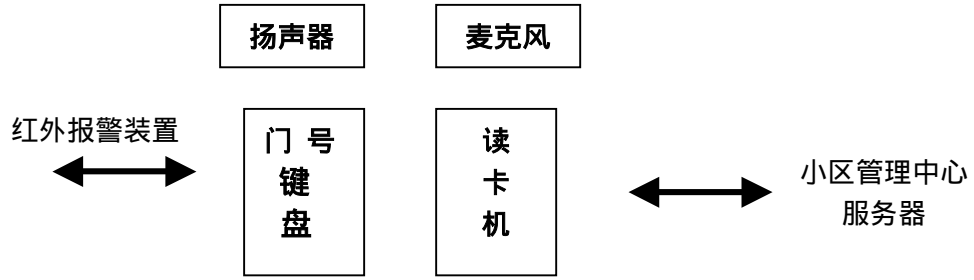 扬声器
麦克风
红外报警装置
门 号
键
盘
读
卡
机
小区管理中心
服务器